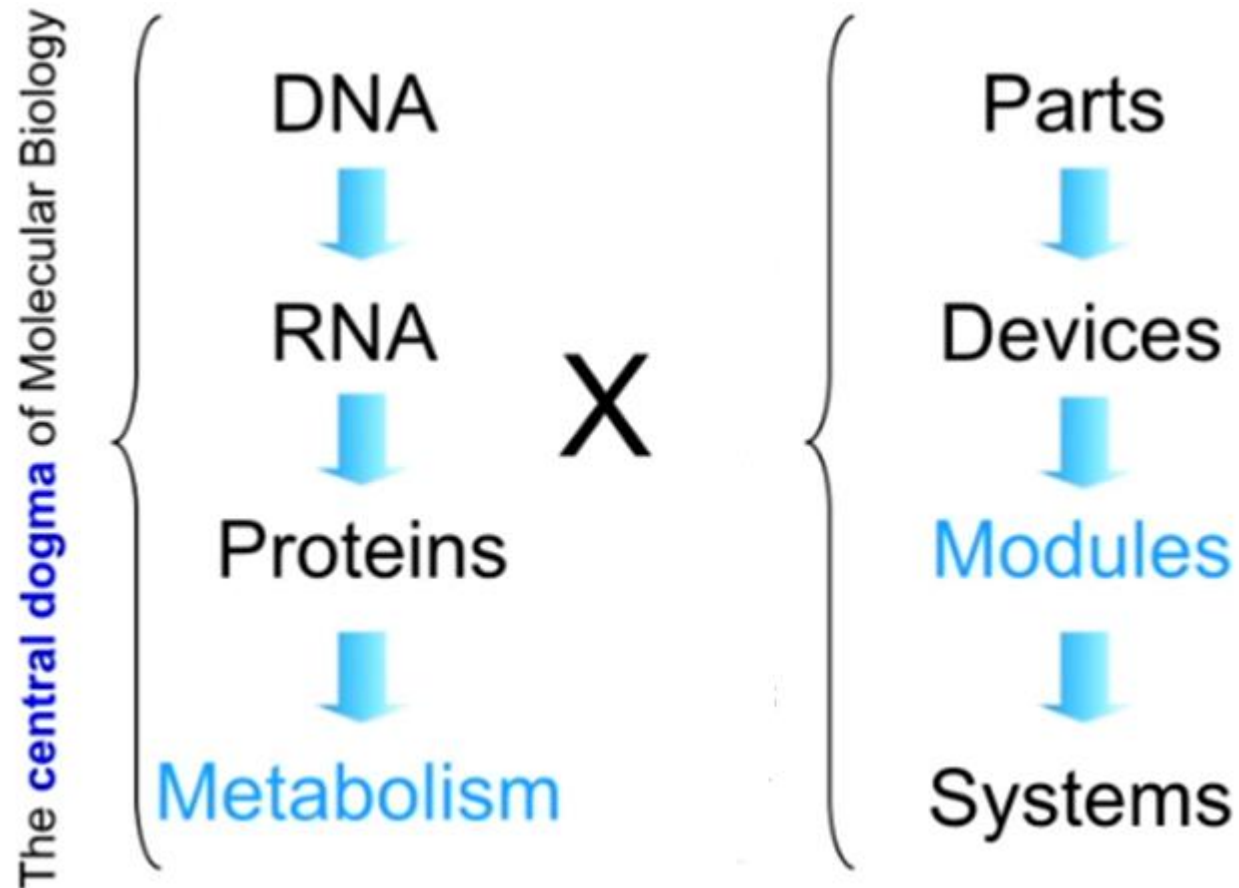 The central dogma of Molecular Biology
DNA
RNA
Proteins
Metabolism
X
Parts
Devices
Modules
Systems